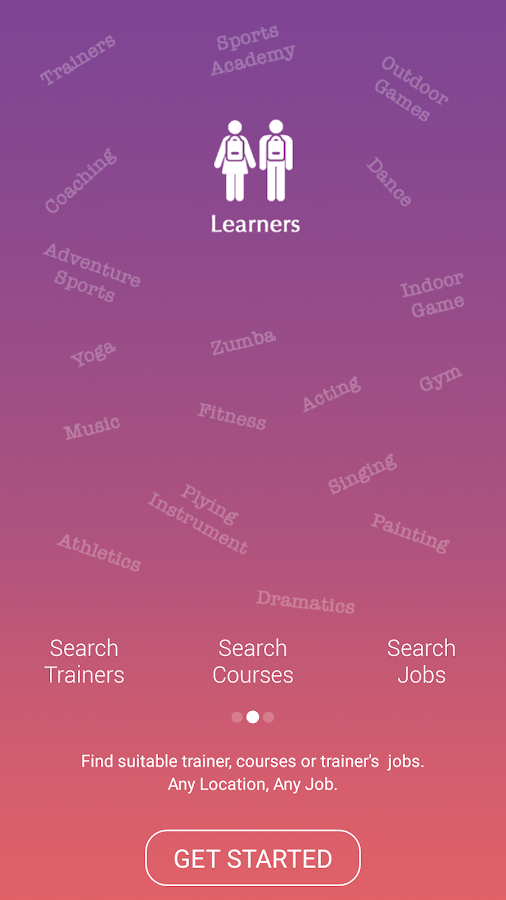 Trainers
Sports
Academy
Outdoor
Games
Coaching
Dance
Learners
Adventure
Sports
Indoor
Game
Yoga
Zumba
Gym
Acting
Fitness
Music
Singing
Plying
Instrument
Painting
Athletics
Dramatics
Search
Trainers
Search
Courses
Search
Jobs
Find suitable trainer, courses or trainer's jobs.
Any Location, Any Job.
GET STARTED